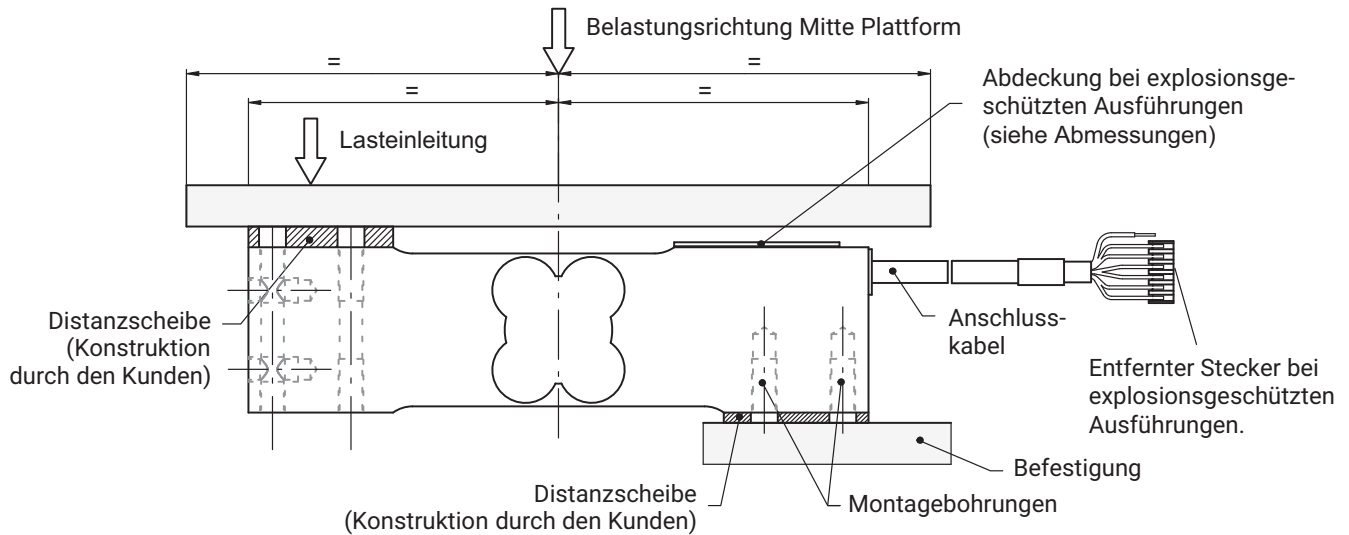 Belastungsrichtung Mitte Plattform
=
=
=
=
Abdeckung bei explosionsge-
schützten Ausführungen
(siehe Abmessungen)
Lasteinleitung
Distanzscheibe
(Konstruktion
durch den Kunden)
Anschluss-
kabel
Entfernter Stecker bei
explosionsgeschützten
Ausführungen.
Befestigung
Distanzscheibe
(Konstruktion durch den Kunden)
Montagebohrungen